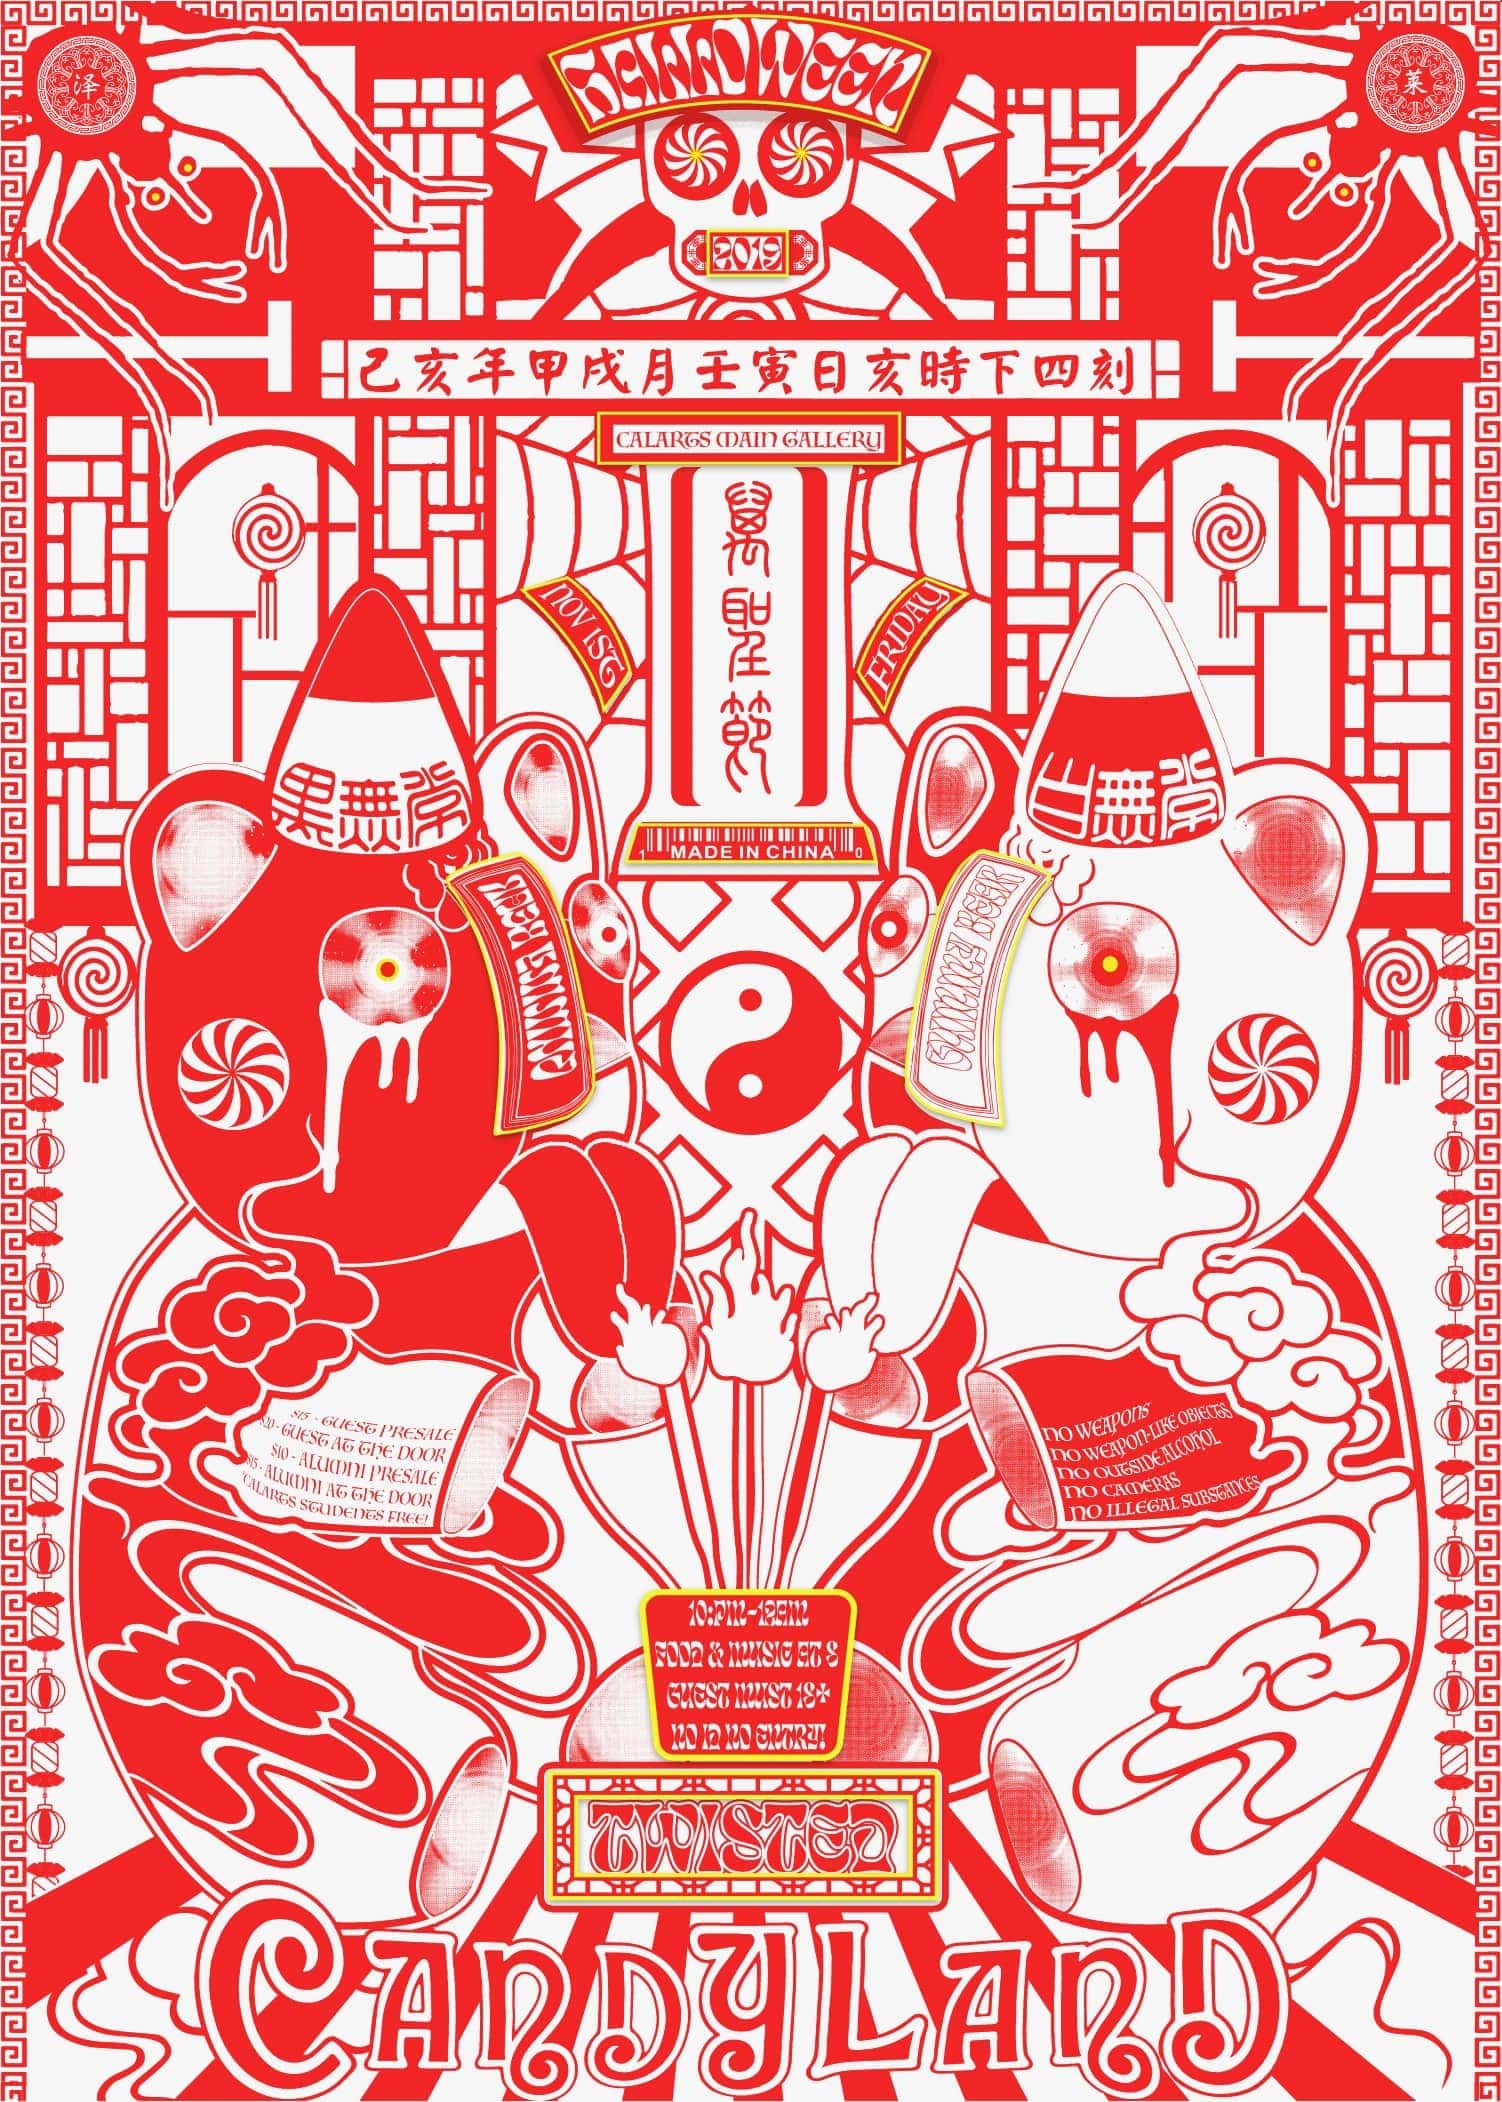 泽
莱
HALLOWEEN
2019
己亥年甲戌月壬寅日亥時下四刻
CALARTS MAIN GALLERY
萬聖節
NOV 1ST
FRIDAY
黑無常
白無常
1 MADE IN CHINA 0
$15 - GUEST PRESALE
$20 - GUEST AT THE DOOR
$10 - ALUMNI PRESALE
$15 - ALUMNI AT THE DOOR
*CALARTS STUDENTS FREE!
NO WEAPONS
NO WEAPON-LIKE OBJECTS
NO OUTSIDE ALCOHOL
NO CAMERAS
NO ILLEGAL SUBSTANCES
10:PM-12AM
FOOD & MUSIC AT 8
GUEST MUST 18+
NO ID NO ENTRY!
TWISTED
CANDYLAND